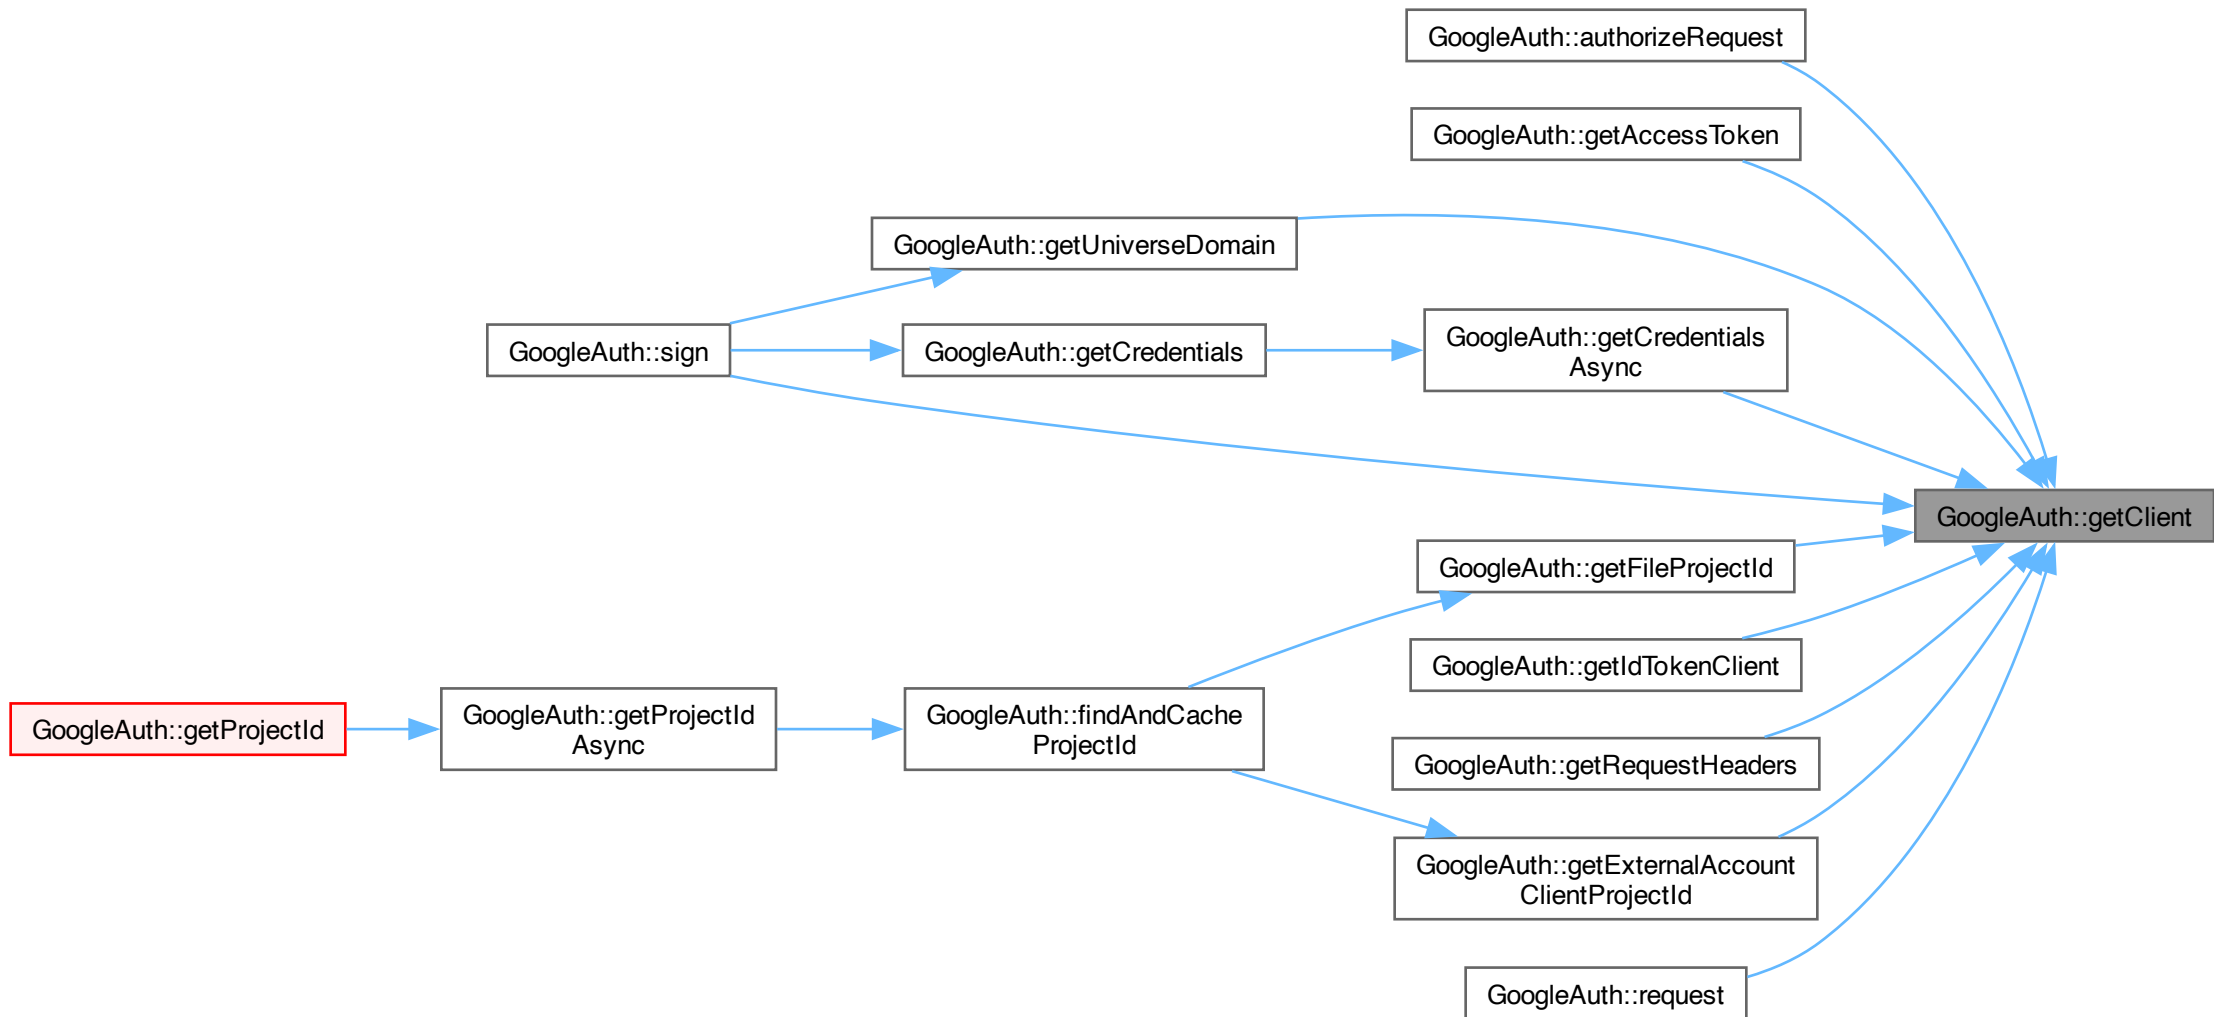 GoogleAuth::authorizeRequest
GoogleAuth::getAccessToken
GoogleAuth::getUniverseDomain
GoogleAuth::sign
GoogleAuth::getCredentials
GoogleAuth::getCredentials
Async
GoogleAuth::getClient
GoogleAuth::getFileProjectId
GoogleAuth::getIdTokenClient
GoogleAuth::getProjectId
GoogleAuth::getProjectId
Async
GoogleAuth::findAndCache
ProjectId
GoogleAuth::getRequestHeaders
GoogleAuth::getExternalAccount
ClientProjectId
GoogleAuth::request